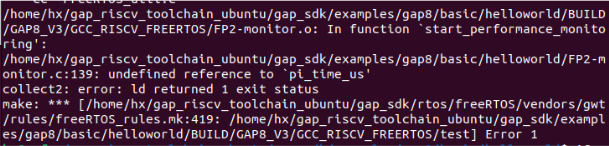 /home/hx/gap_riscv_toolchain_ubuntu/gap_sdk/examples/gap8/basic/helloworld/BUILD
/GAP8_V3/GCC_RISCV_FREERTOS/FP2-monitor.o: In function `start_performance_monito
ring':
/home/hx/gap_riscv_toolchain_ubuntu/gap_sdk/examples/gap8/basic/helloworld/FP2-m
onitor.c:139: undefined reference to `pi_time_us'
collect2: error: ld returned 1 exit status
make: *** [/home/hx/gap_riscv_toolchain_ubuntu/gap_sdk/rtos/freeRTOS/vendors/gwt
/rules/freeRTOS_rules.mk:419: /home/hx/gap_riscv_toolchain_ubuntu/gap_sdk/exampl
es/gap8/basic/helloworld/BUILD/GAP8_V3/GCC_RISCV_FREERTOS/test] Error 1